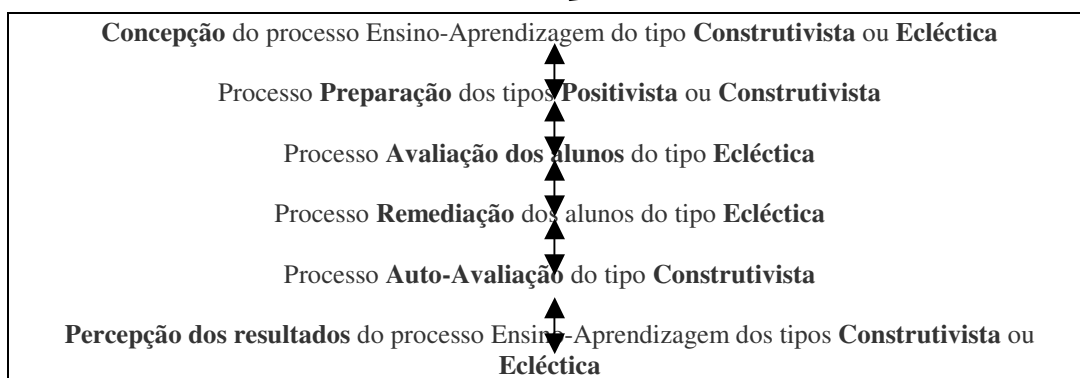 Concepção do processo Ensino-Aprendizagem do tipo Construtivista ou Ecléctica
Processo Preparação dos tipos Positivista ou Construtivista
Processo Avaliação dos alunos do tipo Ecléctica
Processo Remediação dos alunos do tipo Ecléctica
Processo Auto-Avaliação do tipo Construtivista
Percepção dos resultados do processo Ensino-Aprendizagem dos tipos Construtivista ou
Ecléctica